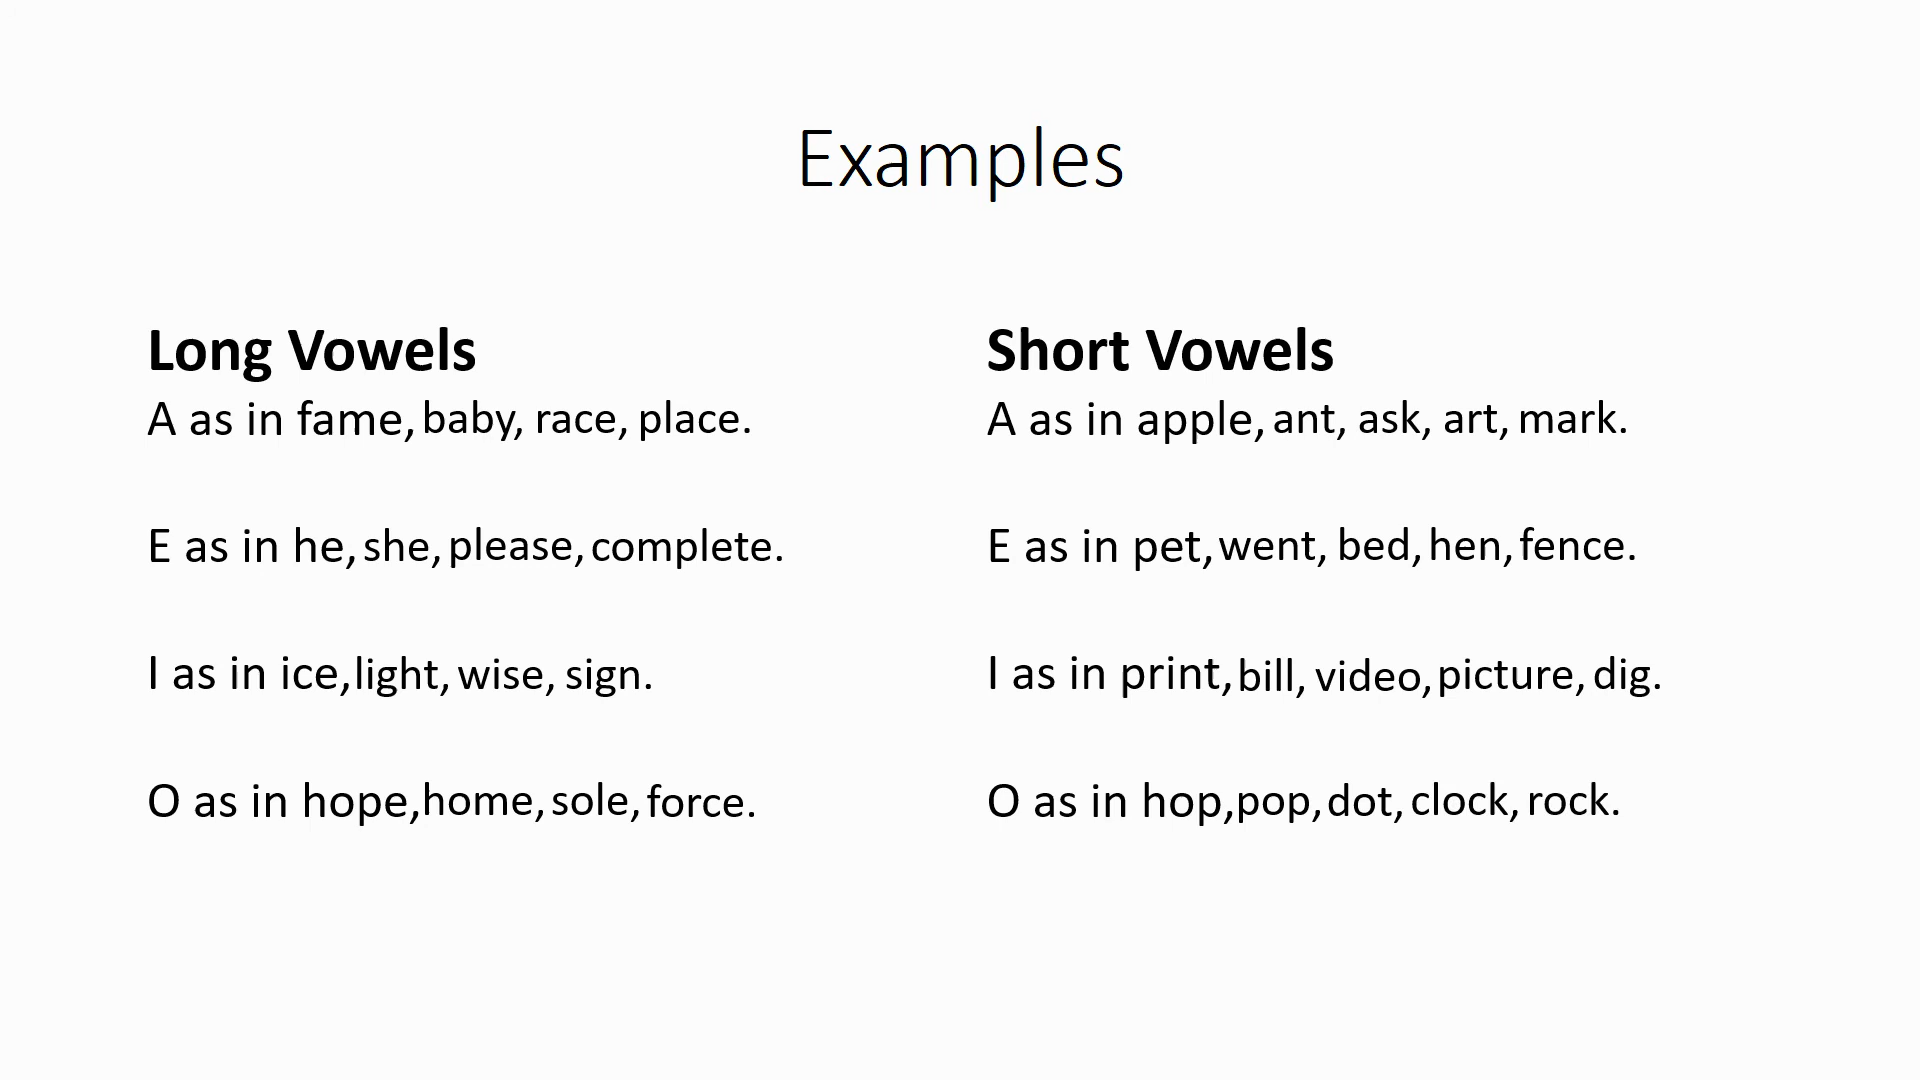 Examples
Long Vowels
A as in fame, baby, race, place.
E as in he, she, please, complete.
I as in ice, light, wise, sign.
O as in hope, home, sole, force.
Short Vowels
A as in apple, ant, ask, art, mark.
E as in pet, went, bed, hen, fence.
I as in print, bill, video, picture, dig.
O as in hop, pop, dot, clock, rock.